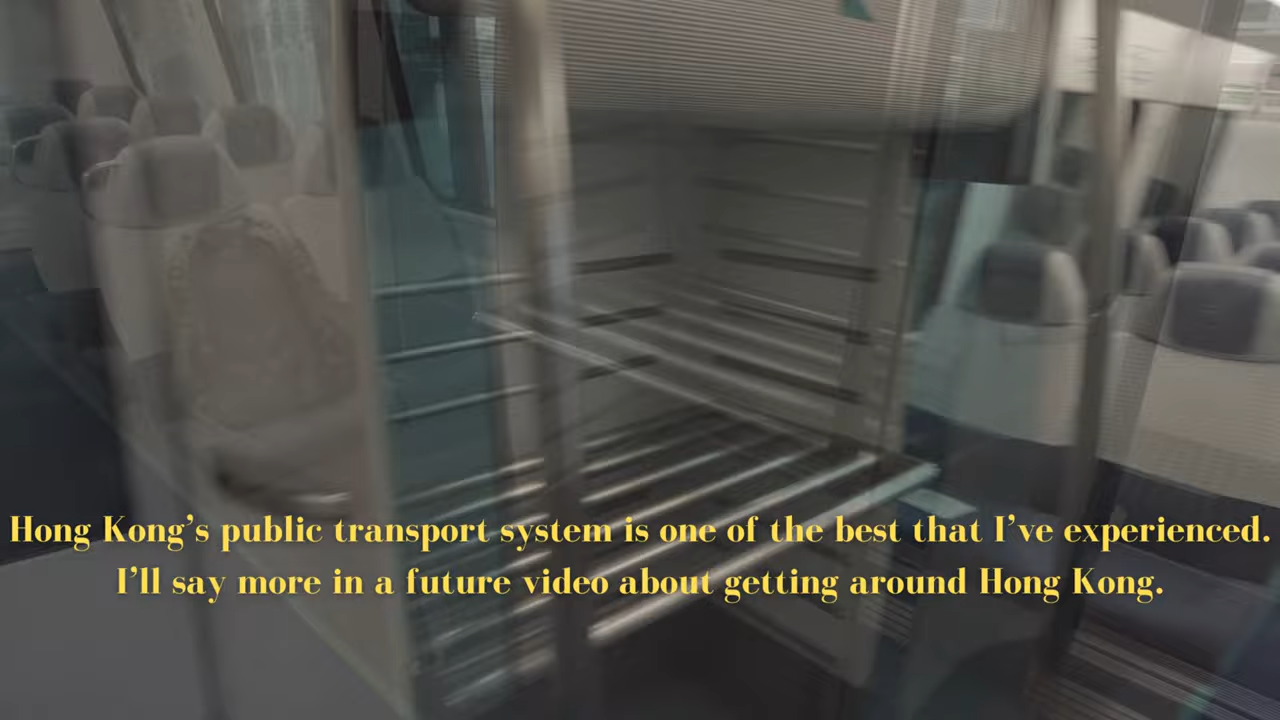 Hong Kong’s public transport system is one of the best that I’ve experienced.
I’ll say more in a future video about getting around Hong Kong.